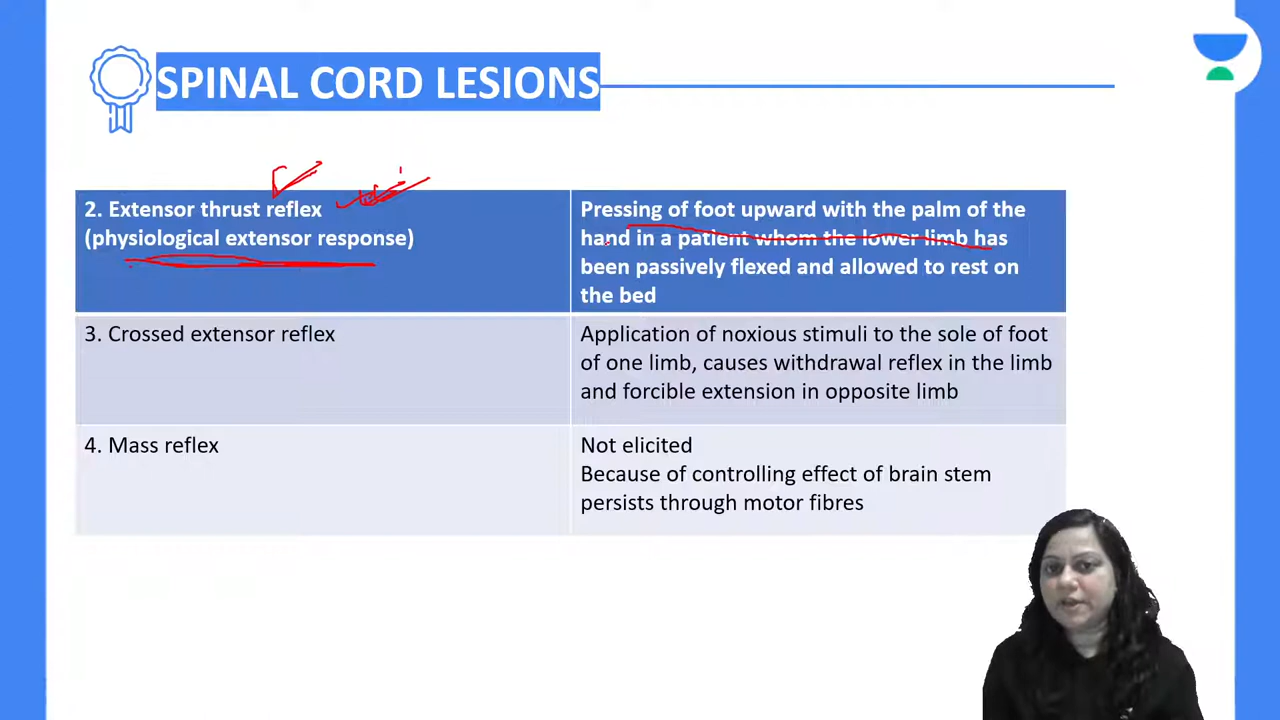 SPINAL CORD LESIONS
2. Extensor thrust reflex
(physiological extensor response)
Pressing of foot upward with the palm of the
hand in a patient whom the lower limb has
been passively flexed and allowed to rest on
the bed
3. Crossed extensor reflex
Application of noxious stimuli to the sole of foot
of one limb, causes withdrawal reflex in the limb
and forcible extension in opposite limb
4. Mass reflex
Not elicited
Because of controlling effect of brain stem
persists through motor fibres